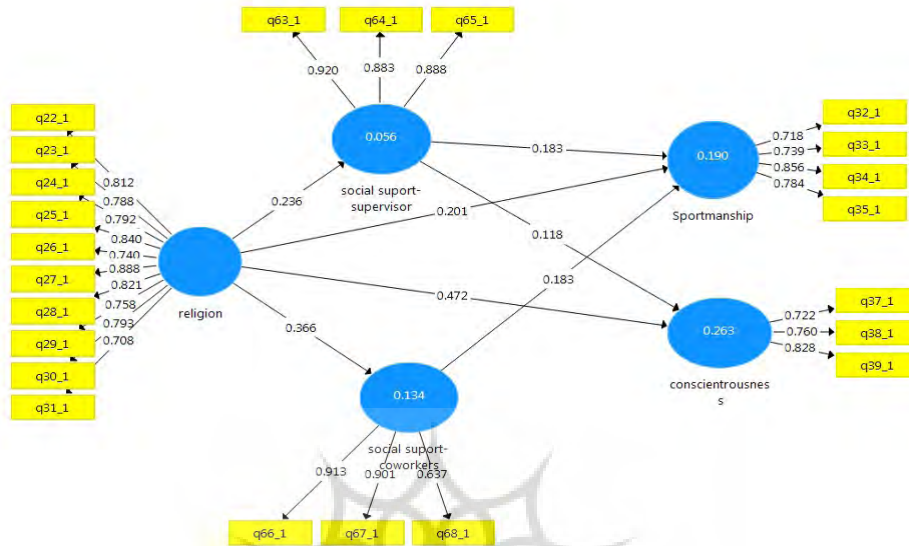 q63_1
q64_1
q65_1
0.920
0.883
0.888
q22_1
q23_1
q24_1
q25_1
q26_1
q27_1
q28_1
q29_1
q30_1
q31_1
0.812
0.788
0.792
0.840
0.740
0.888
0.821
0.758
0.793
0.708
religion
0.056
social suport-
supervisor
0.236
0.366
0.183
0.201
0.118
0.183
0.472
0.190
Sportmanship
0.718
0.739
0.856
0.784
q32_1
q33_1
q34_1
q35_1
0.263
conscientrousnes
s
0.722
0.760
0.828
q37_1
q38_1
q39_1
0.134
social suport-
coworkers
0.913
0.901
0.637
q66_1
q67_1
q68_1